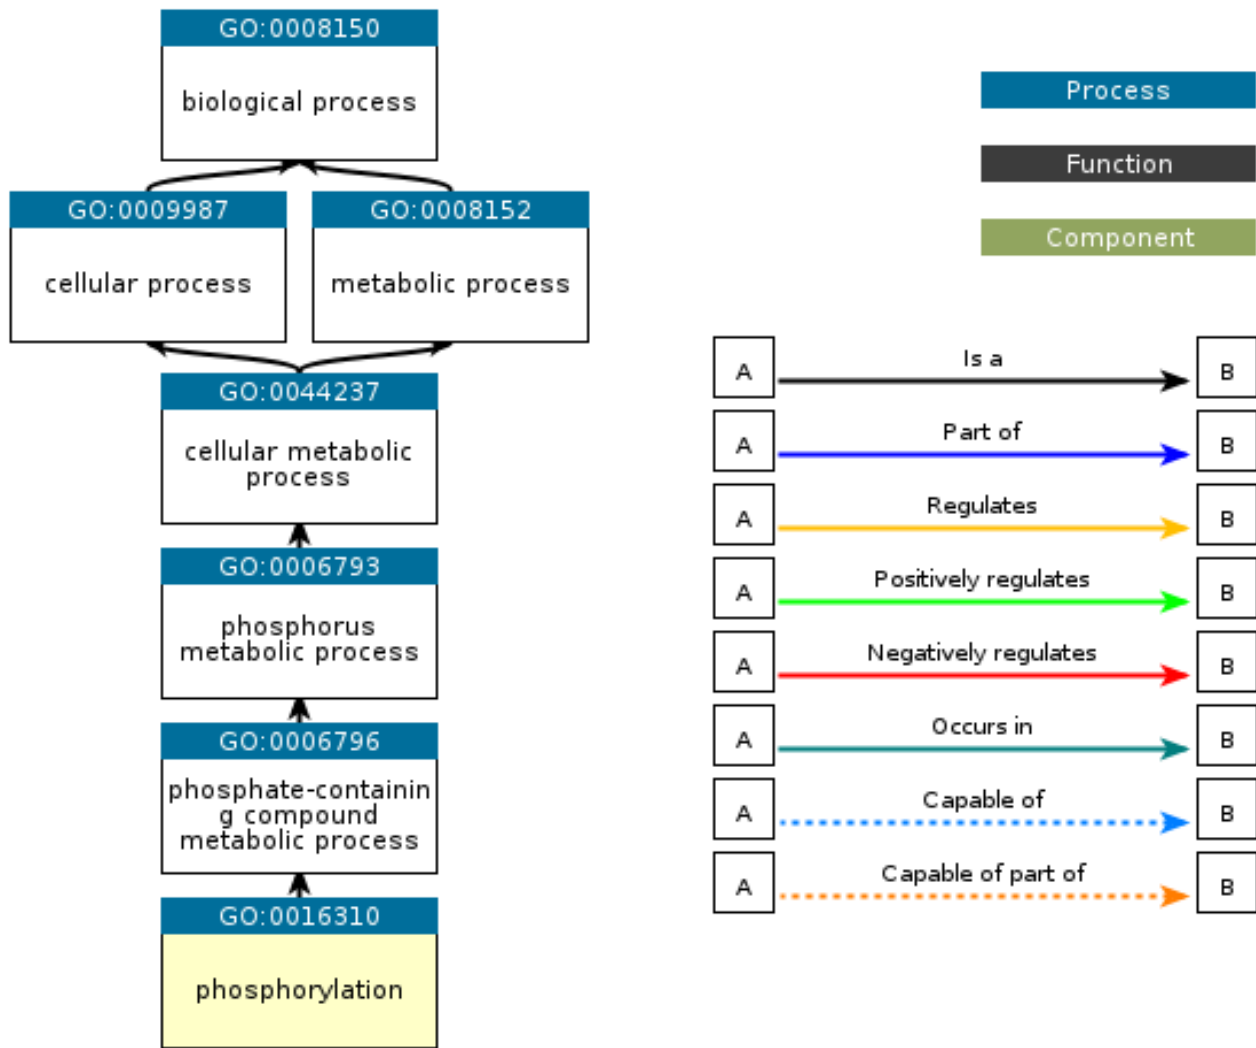 GO:0008150
biological process
GO:0009987
cellular process
GO:0008152
metabolic process
GO:0044237
cellular metabolic
process
GO:0006793
phosphorus
metabolic process
GO:0006796
phosphate-containin
g compound
metabolic process
GO:0016310
phosphorylation
Process
Function
Component
A Is a B
A Part of B
A Regulates B
A Positively regulates B
A Negatively regulates B
A Occurs in B
A Capable of B
A Capable of part of B